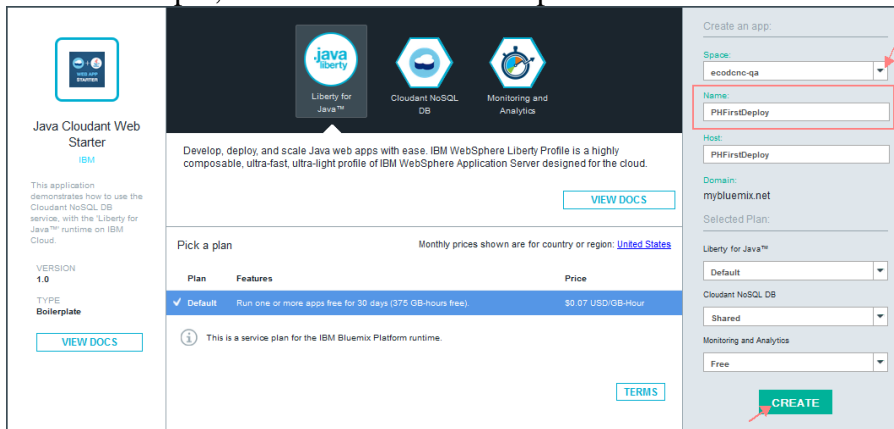 WEB APP
STARTER
Java Cloudant Web
Starter
IBM
This application
demonstrates how to use the
Cloudant NoSQL DB
service, with the 'Liberty for
Java™ runtime on IBM
Cloud.
VERSION
1.0
TYPE
Boilerplate
VIEW DOCS
java
liberty
Liberty for
Java™
Cloudant NoSQL
DB
Monitoring and
Analytics
Develop, deploy, and scale Java web apps with ease. IBM WebSphere Liberty Profile is a highly
composable, ultra-fast, ultra-light profile of IBM WebSphere Application Server designed for the cloud.
VIEW DOCS
Pick a plan
Monthly prices shown are for country or region: United States
Plan Features Price
Default Run one or more apps free for 30 days (375 GB-hours free). $0.07 USD/GB-Hour
This is a service plan for the IBM Bluemix Platform runtime.
TERMS
Create an app:
Space:
ecodcnc-qa
Name:
PHFirstDeploy
Host:
PHFirstDeploy
Domain:
mybluemix.net
Selected Plan:
Liberty for Java™
Default
Cloudant NoSQL DB
Shared
Monitoring and Analytics
Free
CREATE